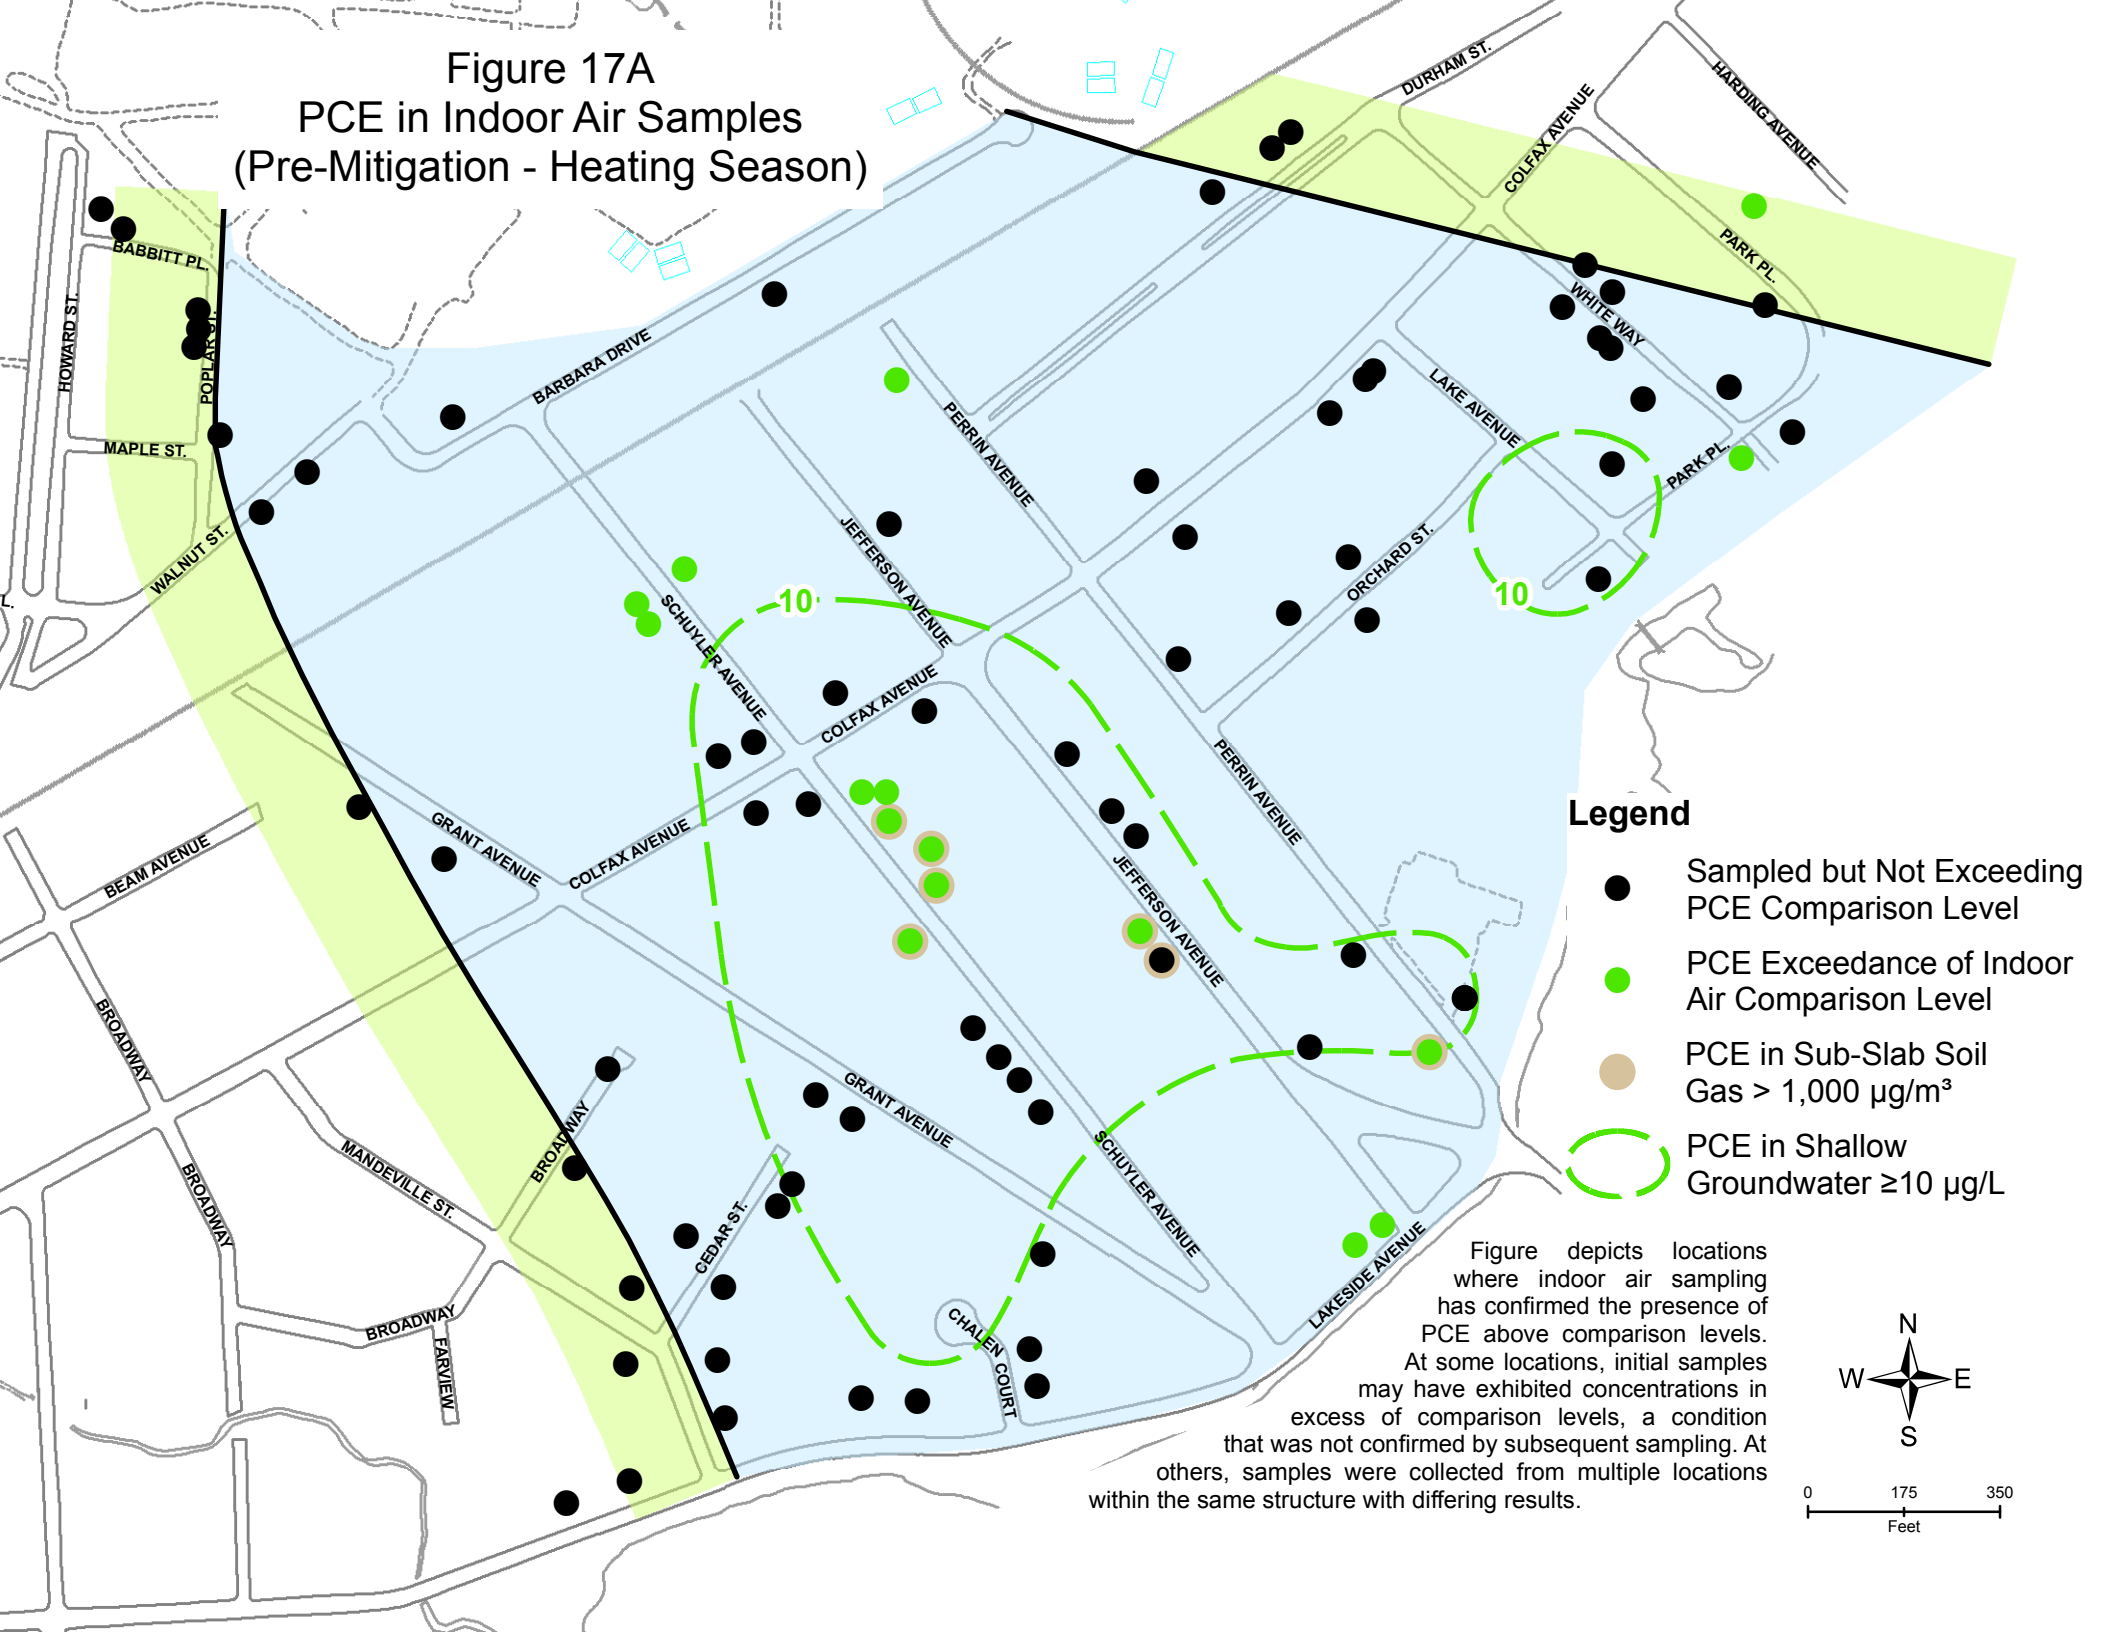 Figure 17A
PCE in Indoor Air Samples
(Pre-Mitigation - Heating Season)
DURHAM ST.
HARDING AVENUE
COLFAX AVENUE
PARK PL.
BABBITT PL.
HOWARD ST.
POPLAR ST.
WHITE WAY
BARBARA DRIVE
LAKE AVENUE
PERRIN AVENUE
MAPLE ST.
PARK PL.
WALNUT ST.
JEFFERSON AVENUE
ORCHARD ST.
L.
10
10
SCHUYLER AVENUE
COLFAX AVENUE
PERRIN AVENUE
GRANT AVENUE
COLFAX AVENUE
BEAM AVENUE
JEFFERSON AVENUE
BROADWAY
GRANT AVENUE
BROADWAY
MANDEVILLE ST.
BROADWAY
SCHUYLER AVENUE
CEDAR ST.
LAKESIDE AVENUE
BROADWAY
FARVIEW
CHALEN COURT
Legend
Sampled but Not Exceeding
PCE Comparison Level
PCE Exceedance of Indoor
Air Comparison Level
PCE in Sub-Slab Soil
Gas > 1,000 µg/m³
PCE in Shallow
Groundwater ≥10 µg/L
Figure depicts locations
where indoor air sampling
has confirmed the presence of
PCE above comparison levels.
At some locations, initial samples
may have exhibited concentrations in
excess of comparison levels, a condition
that was not confirmed by subsequent sampling. At
others, samples were collected from multiple locations
within the same structure with differing results.
N
W E
S
0 175 350
Feet